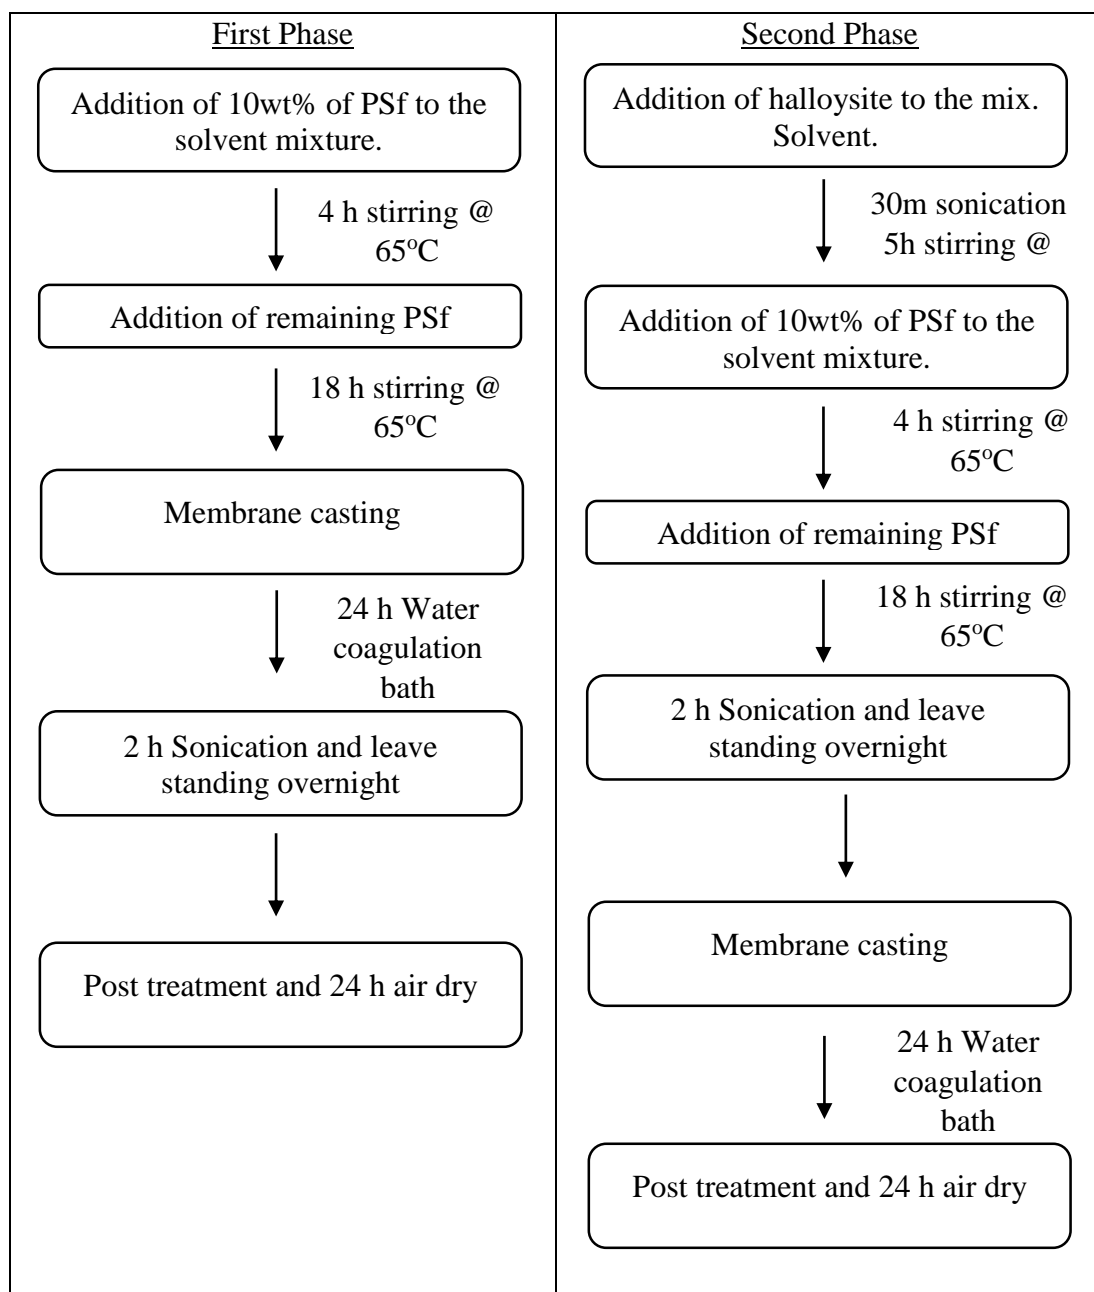 First Phase
Addition of 10wt% of PSf to the
solvent mixture.
4 h stirring @
65°C
Addition of remaining PSf
18 h stirring @
65°C
Membrane casting
24 h Water
coagulation
bath
2 h Sonication and leave
standing overnight
Post treatment and 24 h air dry
Second Phase
Addition of halloysite to the mix.
Solvent.
30m sonication
5h stirring @
Addition of 10wt% of PSf to the
solvent mixture.
4 h stirring @
65°C
Addition of remaining PSf
18 h stirring @
65°C
2 h Sonication and leave
standing overnight
Membrane casting
24 h Water
coagulation
bath
Post treatment and 24 h air dry